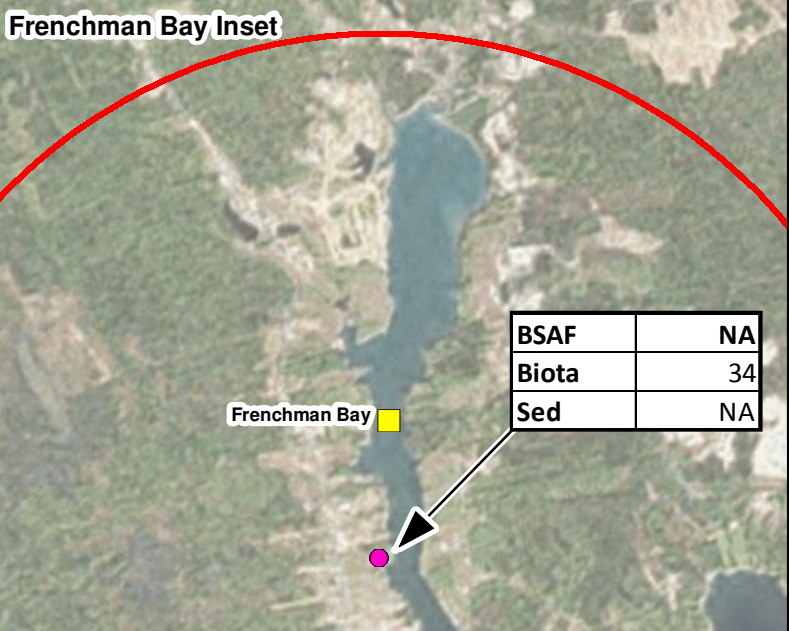 Frenchman Bay Inset
BSAF NA
Biota 34
Sed NA
Frenchman Bay